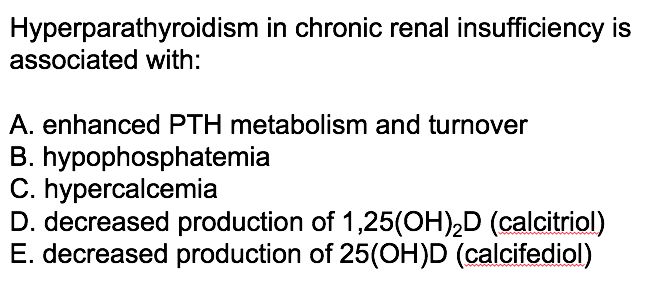 Hyperparathyroidism in chronic renal insufficiency is
associated with:
A. enhanced PTH metabolism and turnover
B. hypophosphatemia
C. hypercalcemia
D. decreased production of 1,25(OH)₂D (calcitriol)
E. decreased production of 25(OH)D (calcifediol)